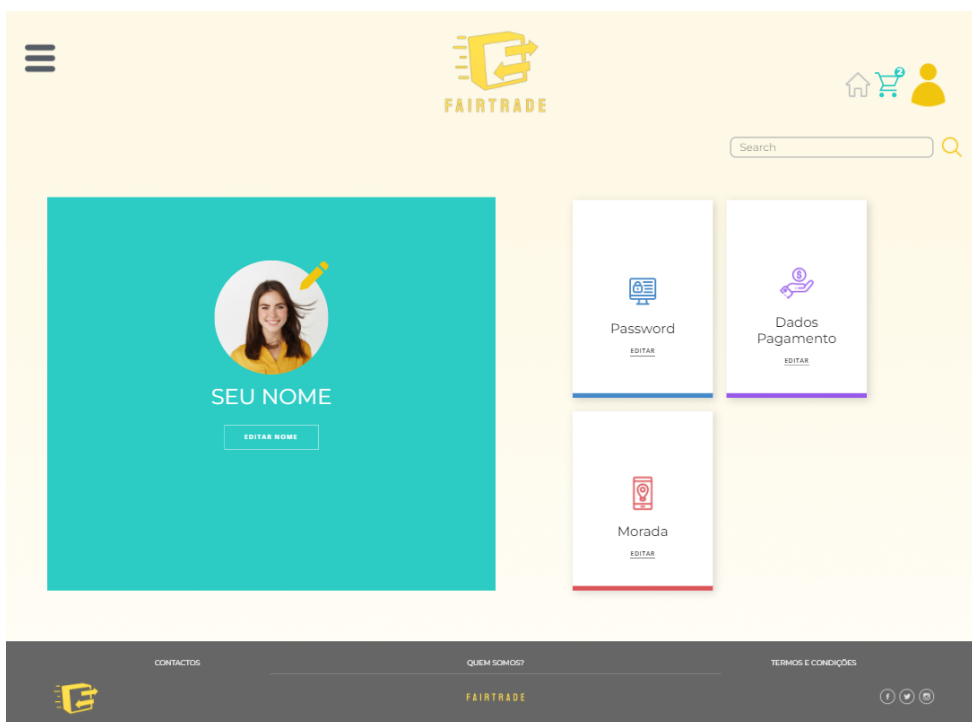 FAIRTRADE
2
Search
SEU NOME
EDITAR NOME
Password
EDITAR
Dados
Pagamento
EDITAR
Morada
EDITAR
CONTACTOS
QUEM SOMOS?
TERMOS E CONDIÇÕES
FAIRTRADE